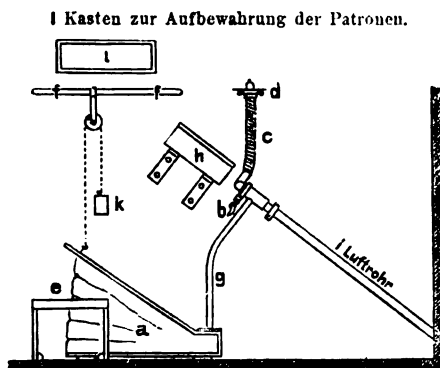 l Kasten zur Aufbewahrung der Patronen.
l
f f
d
c
h
k
b
i Luftrohr
g
e
a